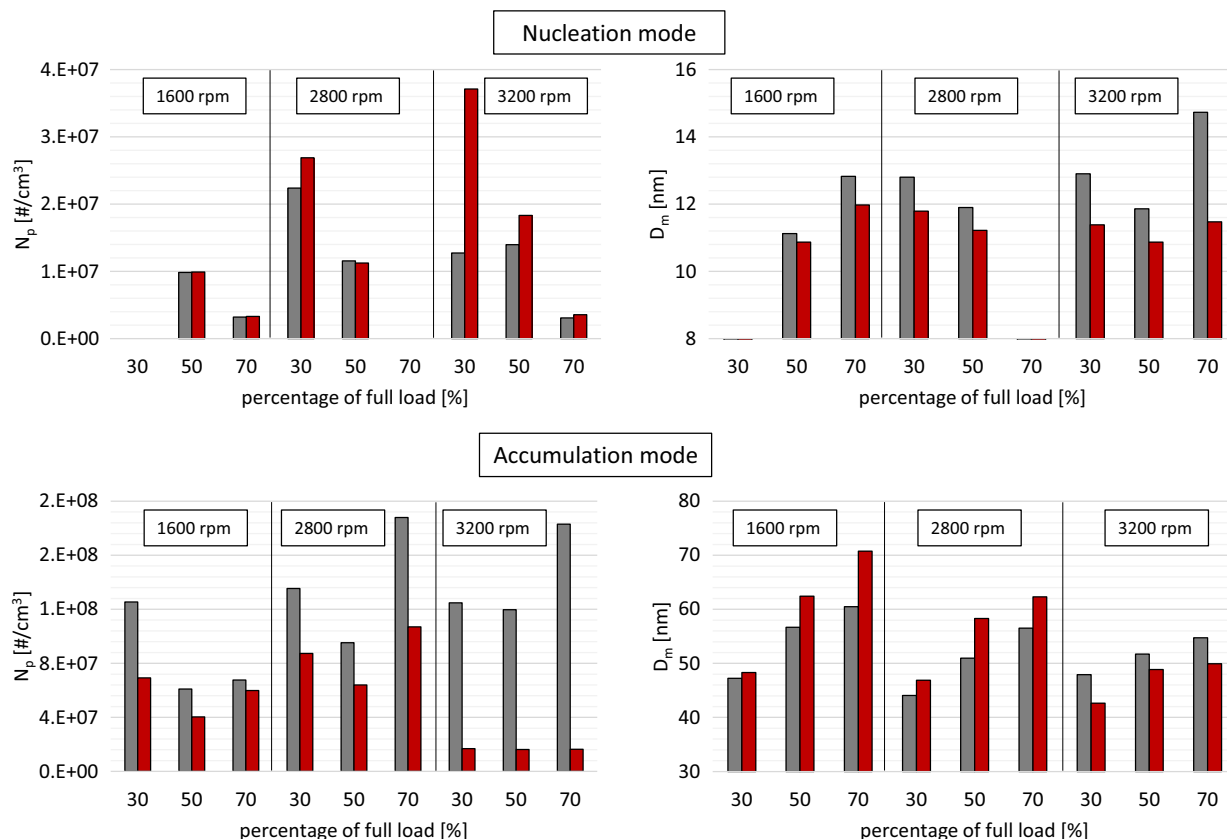 Nucleation mode
4.E+07
3.E+07
2.E+07
1.E+07
0.E+00
N_p [#/cm³]
1600 rpm
2800 rpm
3200 rpm
30 50 70 30 50 70 30 50 70
percentage of full load [%]
16
14
12
10
8
D_m [nm]
1600 rpm
2800 rpm
3200 rpm
30 50 70 30 50 70 30 50 70
percentage of full load [%]
Accumulation mode
2.E+08
2.E+08
1.E+08
8.E+07
4.E+07
0.E+00
N_p [#/cm³]
1600 rpm
2800 rpm
3200 rpm
30 50 70 30 50 70 30 50 70
percentage of full load [%]
80
70
60
50
40
30
D_m [nm]
1600 rpm
2800 rpm
3200 rpm
30 50 70 30 50 70 30 50 70
percentage of full load [%]